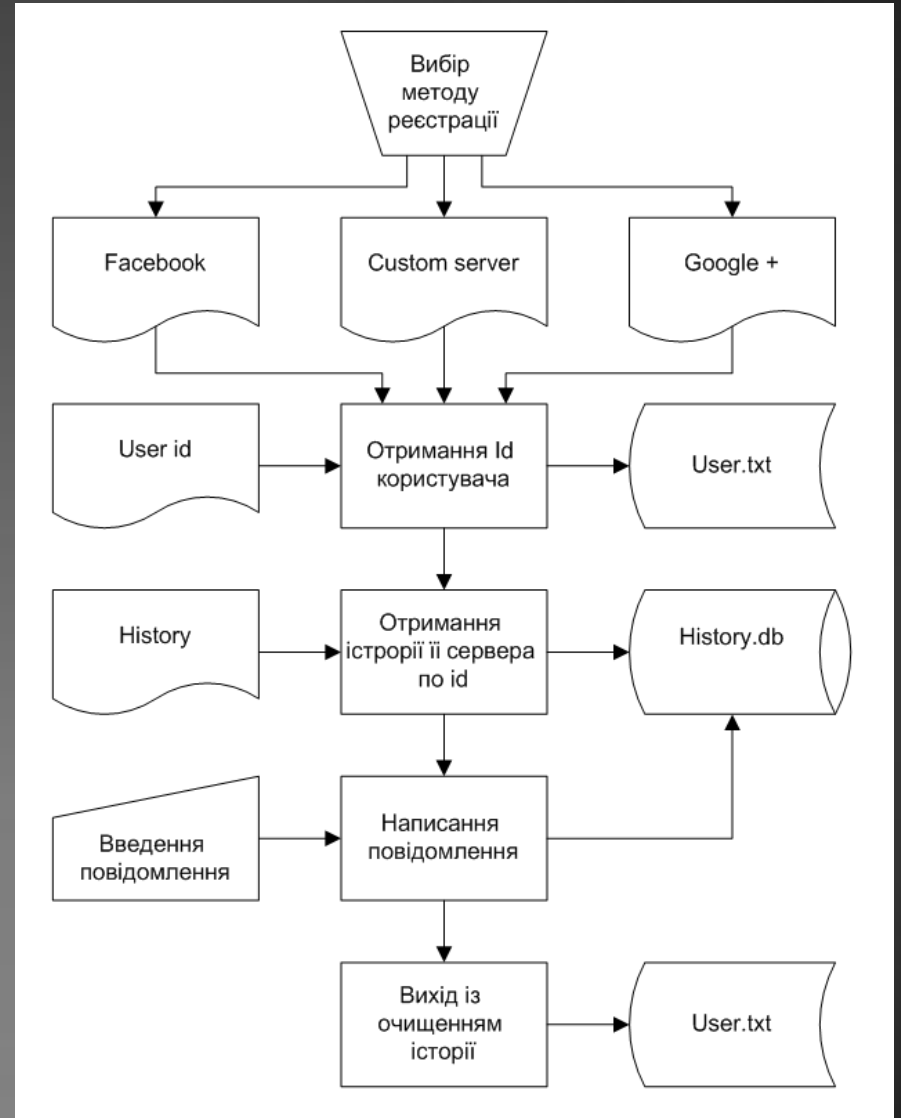 Вибір
методу
реєстрації
Facebook
Custom server
Google +
User id
Отримання Id
користувача
User.txt
History
Отримання
істрорії її сервера
по id
History.db
Введення
повідомлення
Написання
повідомлення
Вихід із
очищенням
історії
User.txt